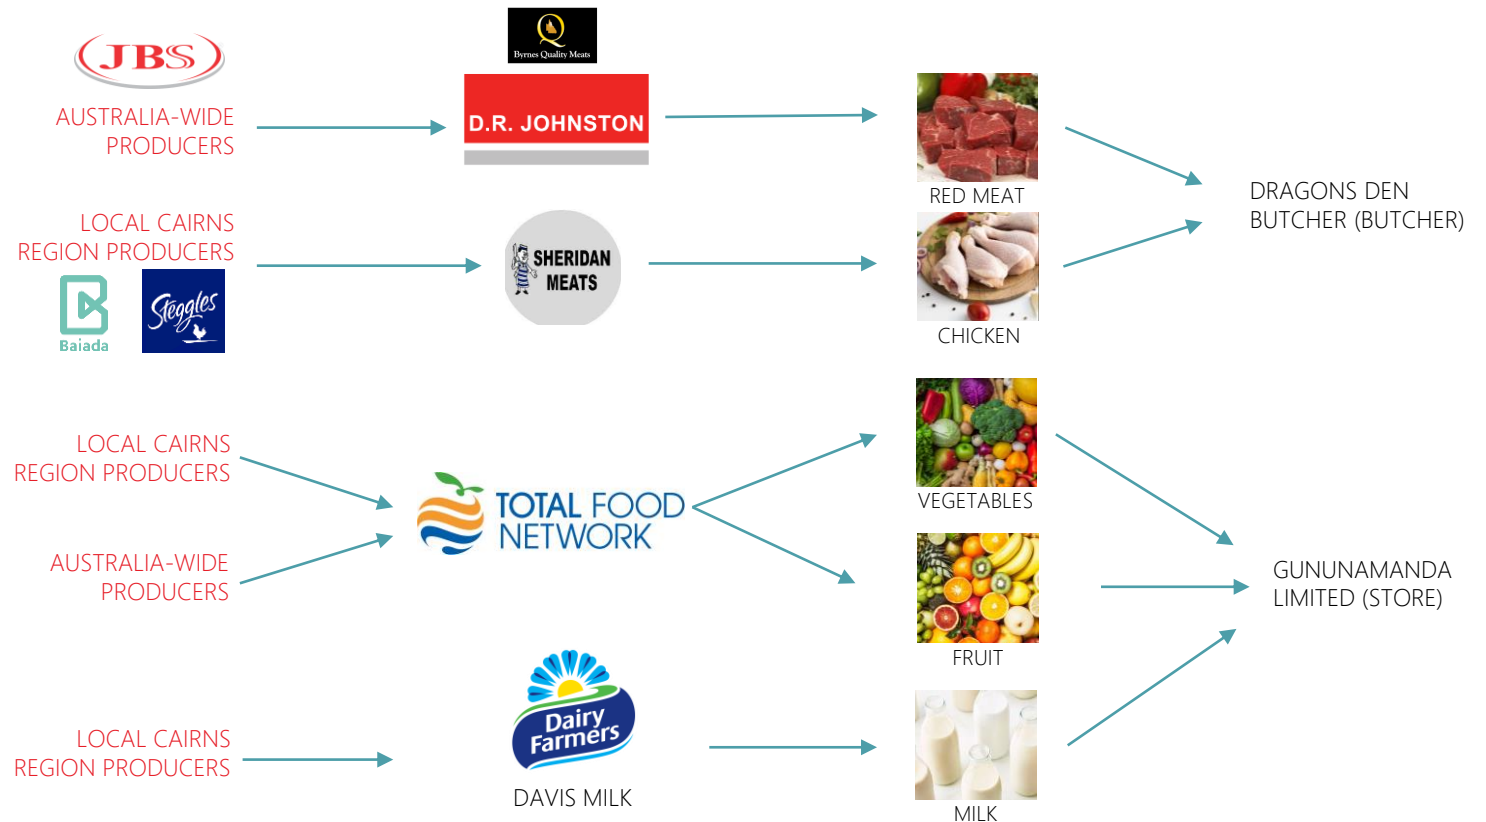 JBS
AUSTRALIA-WIDE
PRODUCERS
Q
Byrnes Quality Meats
D.R. JOHNSTON
RED MEAT
DRAGONS DEN
BUTCHER (BUTCHER)
LOCAL CAIRNS
REGION PRODUCERS
Baiada
Steggles
SHERIDAN
MEATS
CHICKEN
LOCAL CAIRNS
REGION PRODUCERS
AUSTRALIA-WIDE
PRODUCERS
TOTAL FOOD
NETWORK
VEGETABLES
FRUIT
GUNUNAMANDA
LIMITED (STORE)
LOCAL CAIRNS
REGION PRODUCERS
Dairy
Farmers
DAVIS MILK
MILK